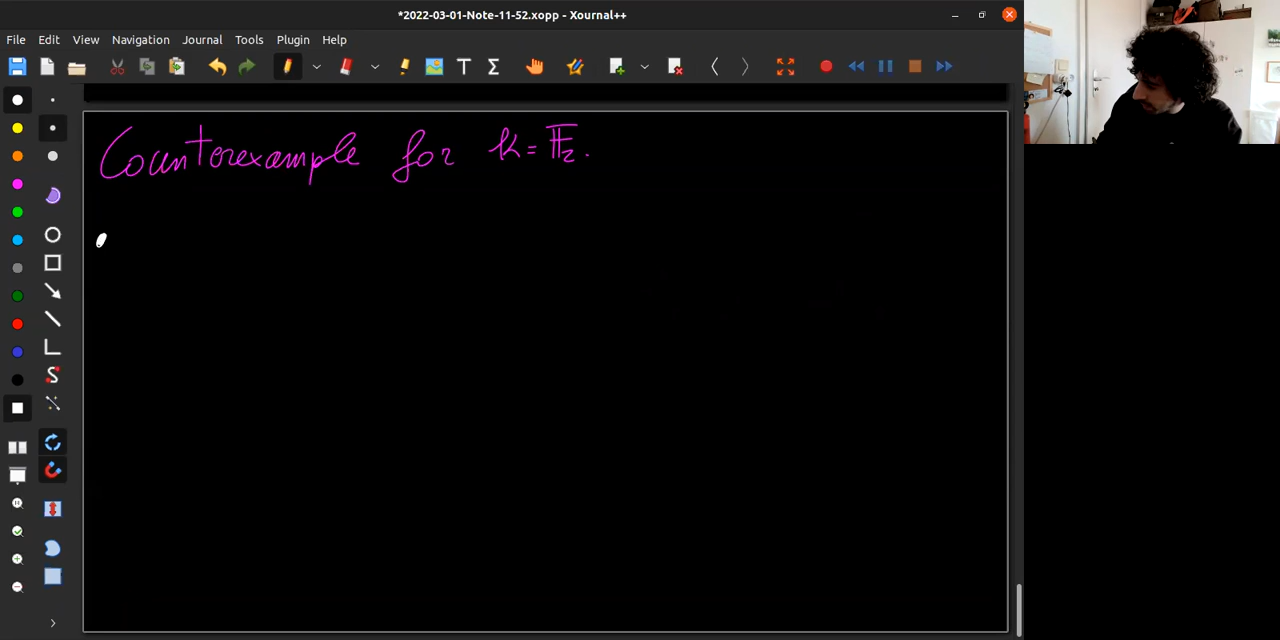 *2022-03-01-Note-11-52.xopp - Xournal++
File Edit View Navigation Journal Tools Plugin Help
Counterexample for k = 𝔽₂.